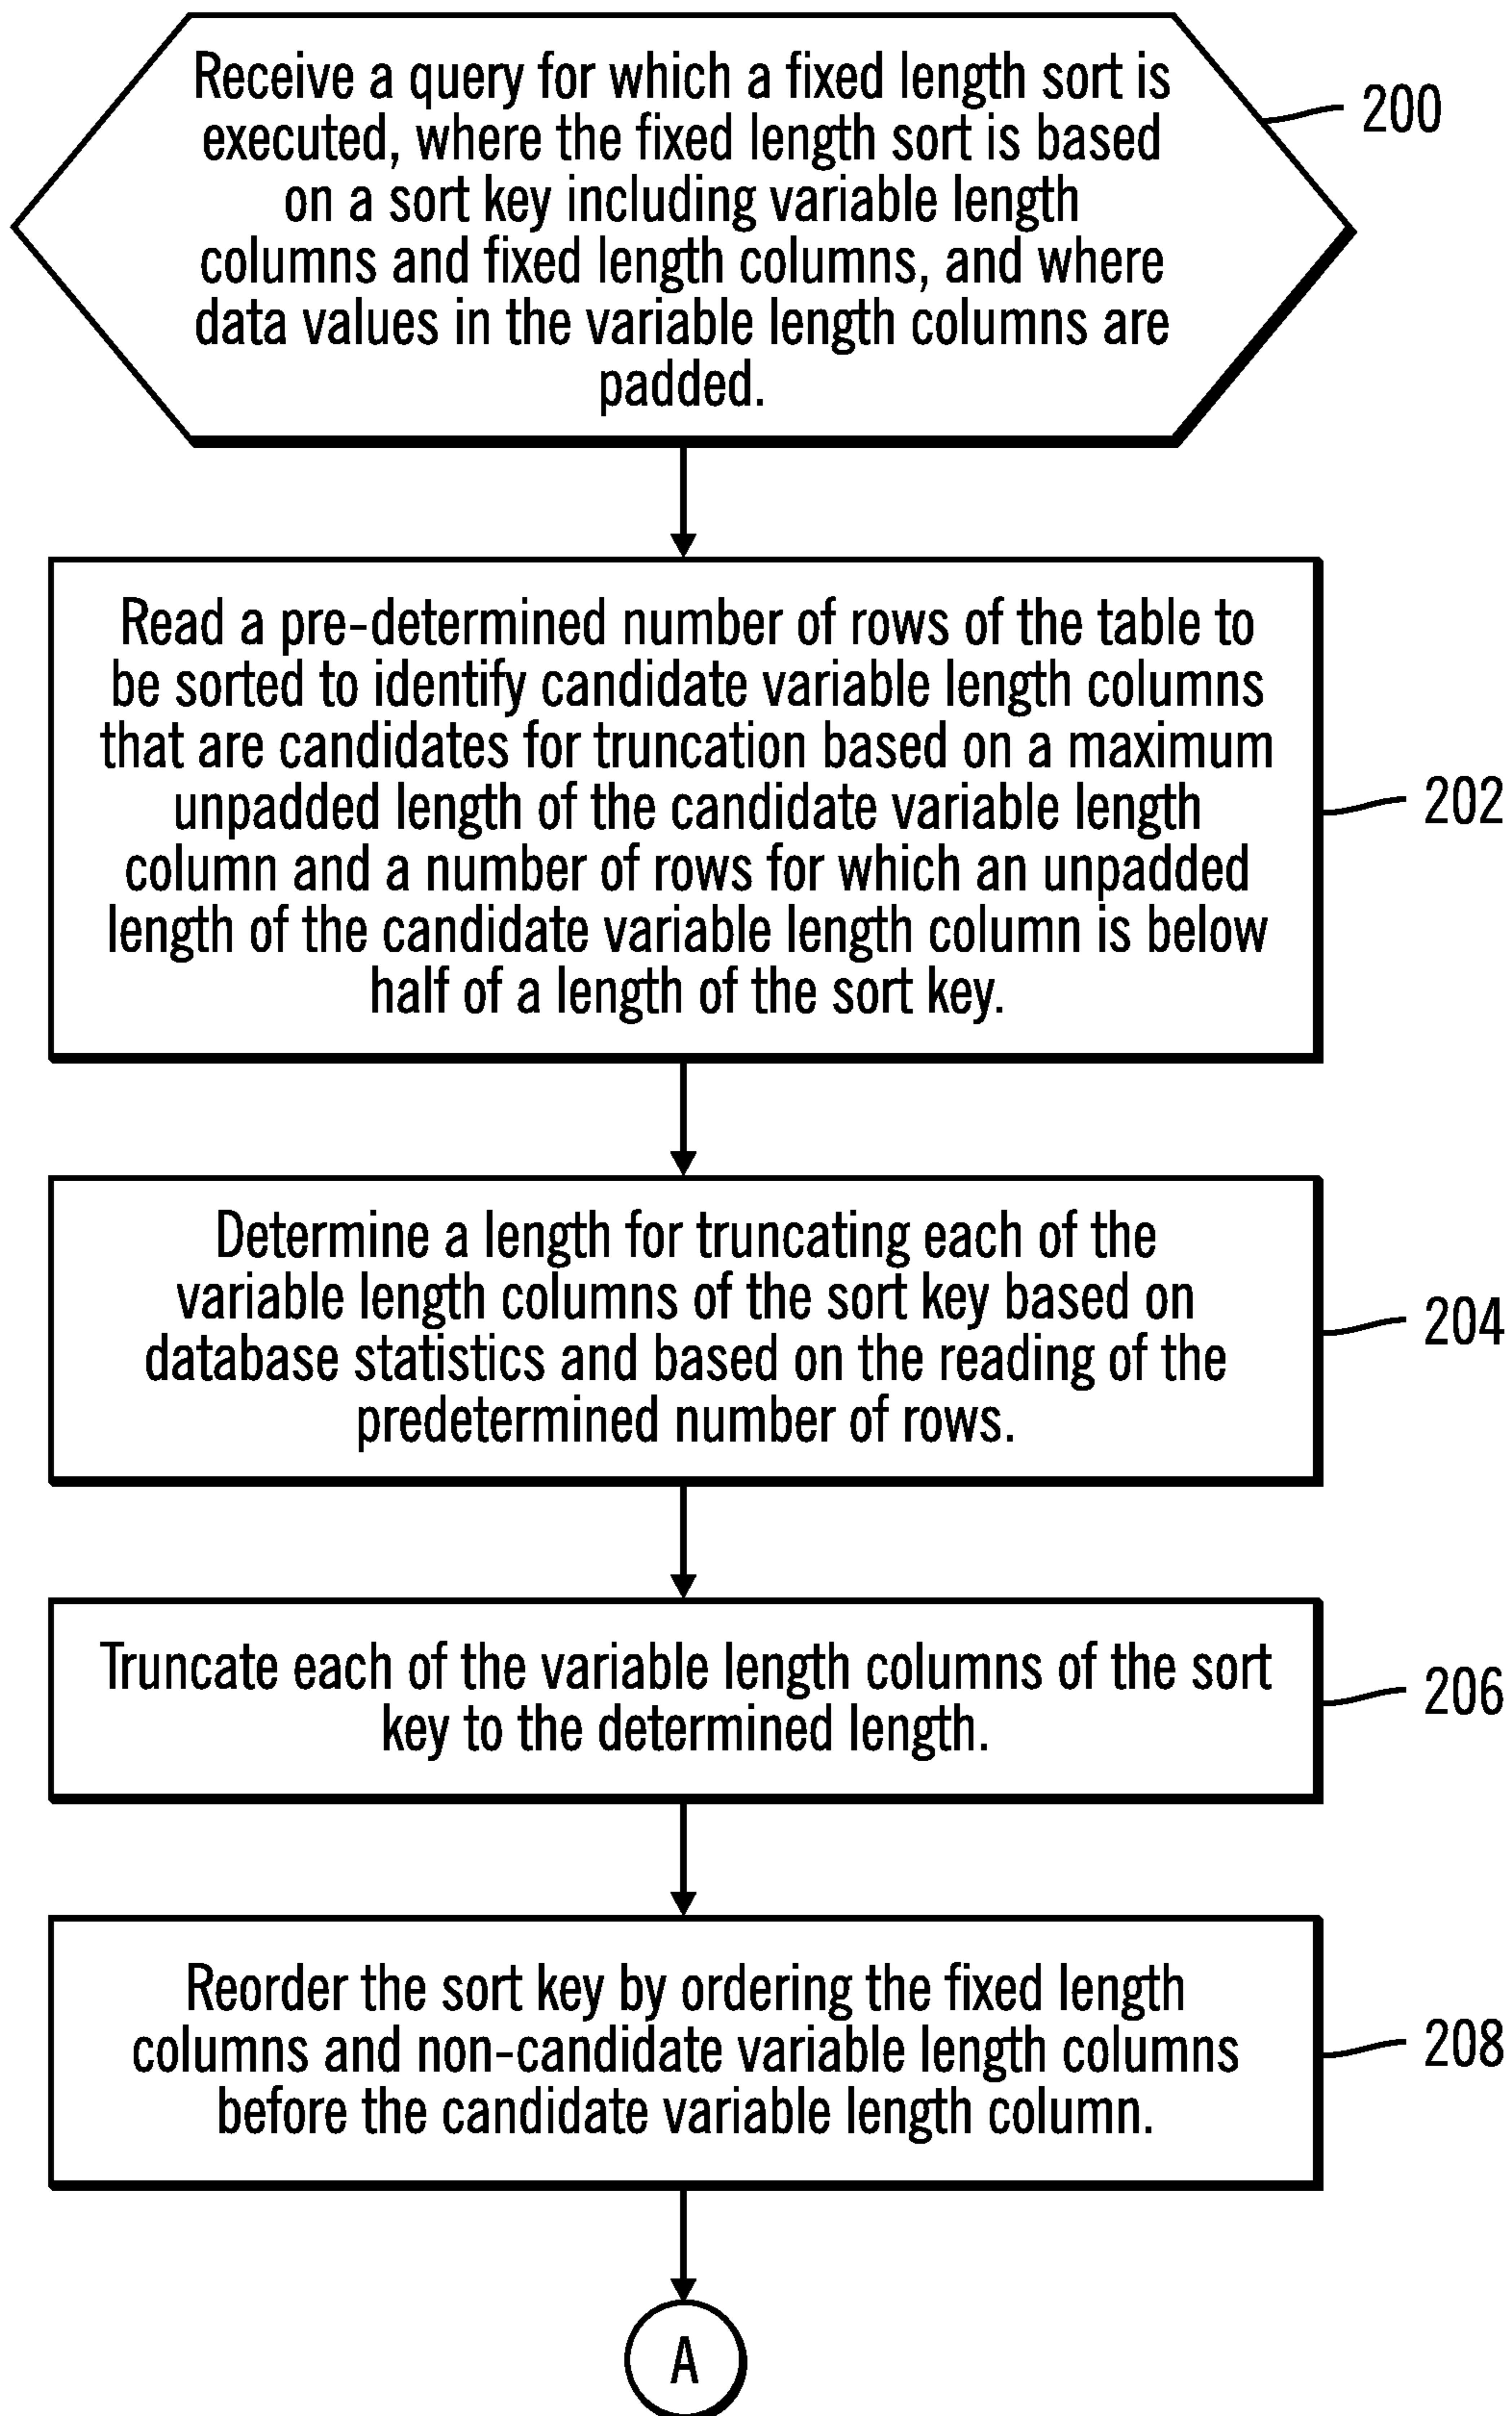 Receive a query for which a fixed length sort is
executed, where the fixed length sort is based
on a sort key including variable length
columns and fixed length columns, and where
data values in the variable length columns are
padded.
200
Read a pre-determined number of rows of the table to
be sorted to identify candidate variable length columns
that are candidates for truncation based on a maximum
unpadded length of the candidate variable length
column and a number of rows for which an unpadded
length of the candidate variable length column is below
half of a length of the sort key.
202
Determine a length for truncating each of the
variable length columns of the sort key based on
database statistics and based on the reading of the
predetermined number of rows.
204
Truncate each of the variable length columns of the sort
key to the determined length.
206
Reorder the sort key by ordering the fixed length
columns and non-candidate variable length columns
before the candidate variable length column.
208
A